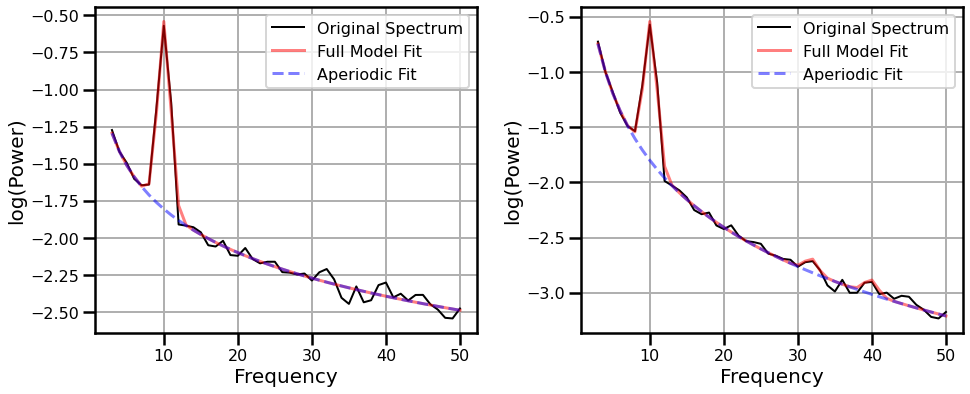 −0.50
−0.75
−1.00
−1.25
−1.50
−1.75
−2.00
−2.25
−2.50
log(Power)
10 20 30 40 50
Frequency
Original Spectrum
Full Model Fit
Aperiodic Fit
−0.5
−1.0
−1.5
−2.0
−2.5
−3.0
log(Power)
10 20 30 40 50
Frequency
Original Spectrum
Full Model Fit
Aperiodic Fit